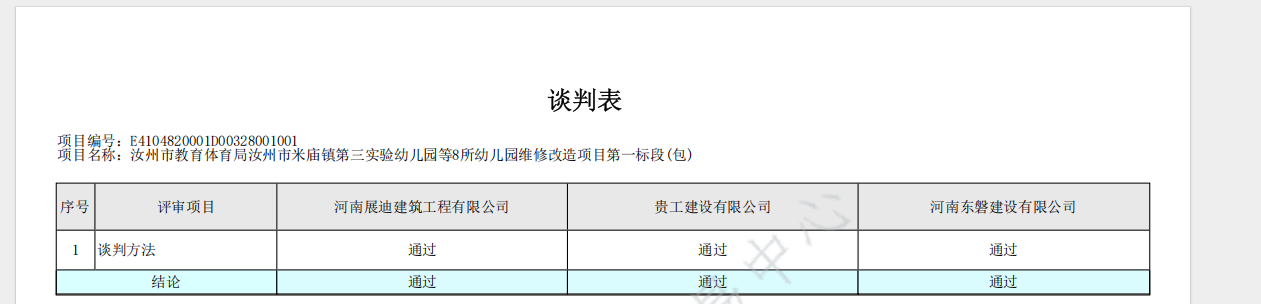 谈判表
项目编号：E4104820001D00328001001
项目名称：汝州市教育体育局汝州市米庙镇第三实验幼儿园等8所幼儿园维修改造项目第一标段(包)
序号 评审项目 河南展迪建筑工程有限公司 贵工建设有限公司 河南东磐建设有限公司
1 谈判方法 通过 通过 通过
结论 通过 通过 通过
中心